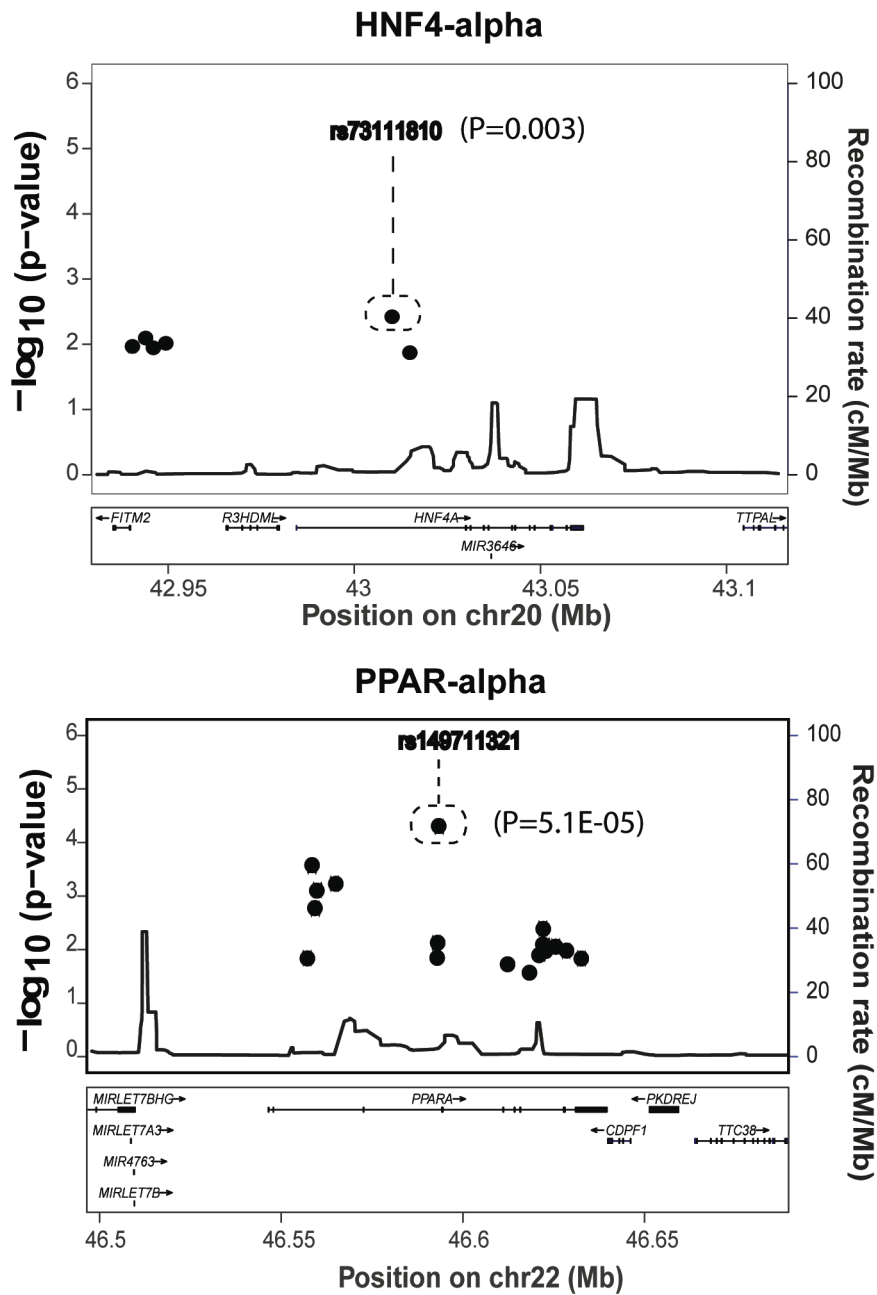 HNF4-alpha
6
5
4
3
2
1
0
−log10 (p−value)
100
80
60
40
20
0
Recombination rate (cM/Mb)
rs73111810 (P=0.003)
FITM2 R3HDML HNF4A TTPAL
MIR3646
42.95 43 43.05 43.1
Position on chr20 (Mb)
PPAR-alpha
6
5
4
3
2
1
0
−log10 (p−value)
100
80
60
40
20
0
Recombination rate (cM/Mb)
rs149711321
(P=5.1E-05)
MIRLET7BHG PPARA PKDREJ
MIRLET7A3 CDPF1 TTC38
MIR4763
MIRLET7B
46.5 46.55 46.6 46.65
Position on chr22 (Mb)